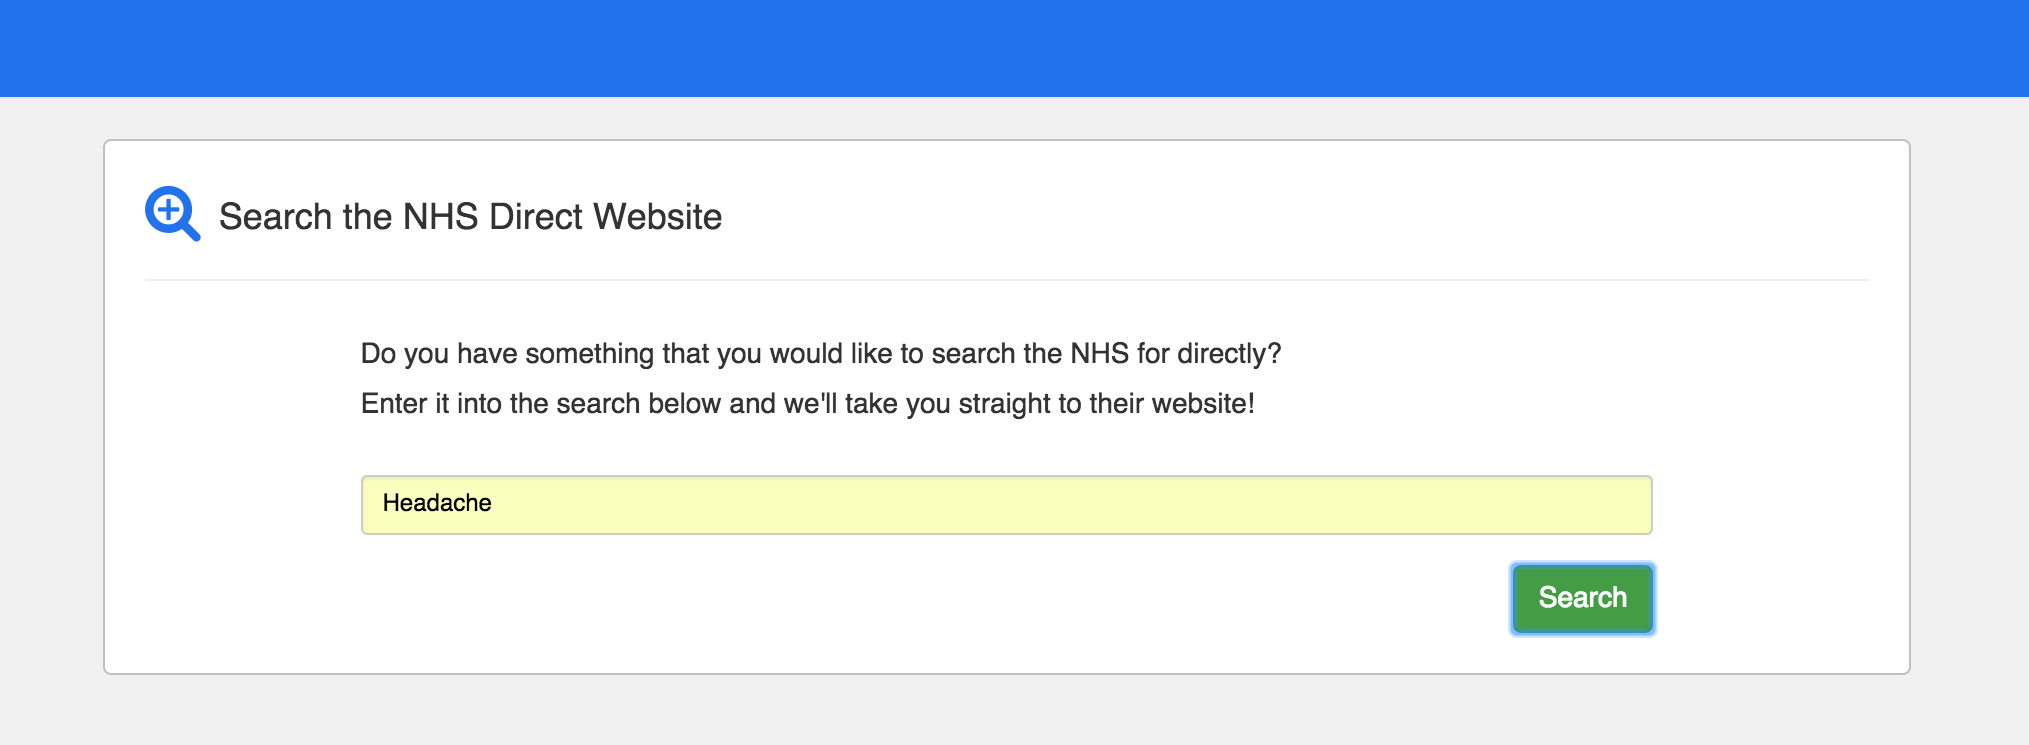 Search the NHS Direct Website
Do you have something that you would like to search the NHS for directly?
Enter it into the search below and we'll take you straight to their website!
Headache
Search